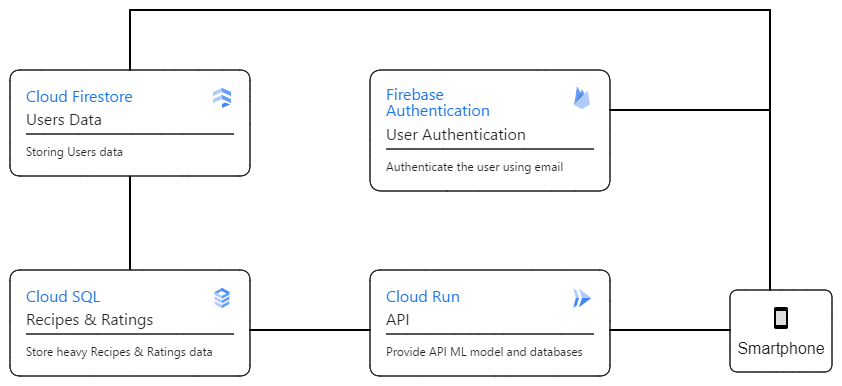 Cloud Firestore
Users Data
Storing Users data
Firebase
Authentication
User Authentication
Authenticate the user using email
Cloud SQL
Recipes & Ratings
Store heavy Recipes & Ratings data
Cloud Run
API
Provide API ML model and databases
Smartphone